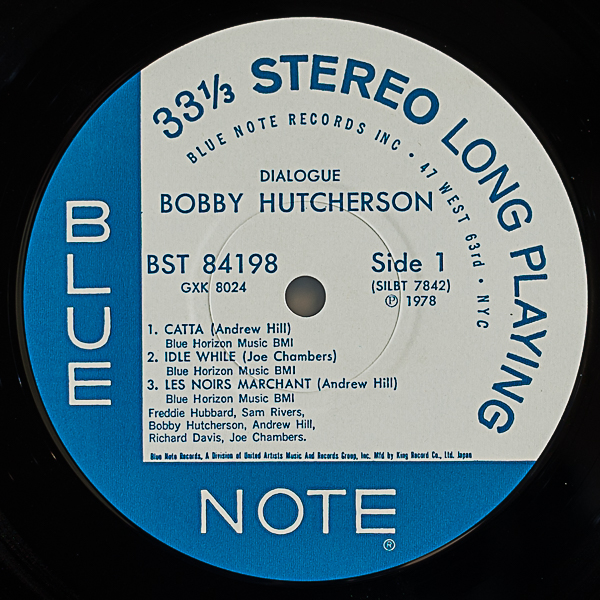 33⅓ STEREO LONG PLAYING
BLUE NOTE RECORDS INC • 47 WEST 63rd • NYC
DIALOGUE
BOBBY HUTCHERSON
BST 84198
Side 1
GXK 8024
(SILBT 7842)
Ⓟ 1978
1. CATTA (Andrew Hill)
Blue Horizon Music BMI
2. IDLE WHILE (Joe Chambers)
Blue Horizon Music BMI
3. LES NOIRS MARCHANT (Andrew Hill)
Blue Horizon Music BMI
Freddie Hubbard, Sam Rivers,
Bobby Hutcherson, Andrew Hill,
Richard Davis, Joe Chambers.
Blue Note Records, A Division of United Artists Music And Records Group, Inc. Mfd by King Record Co., Ltd. Japan
BLUE
NOTE
®